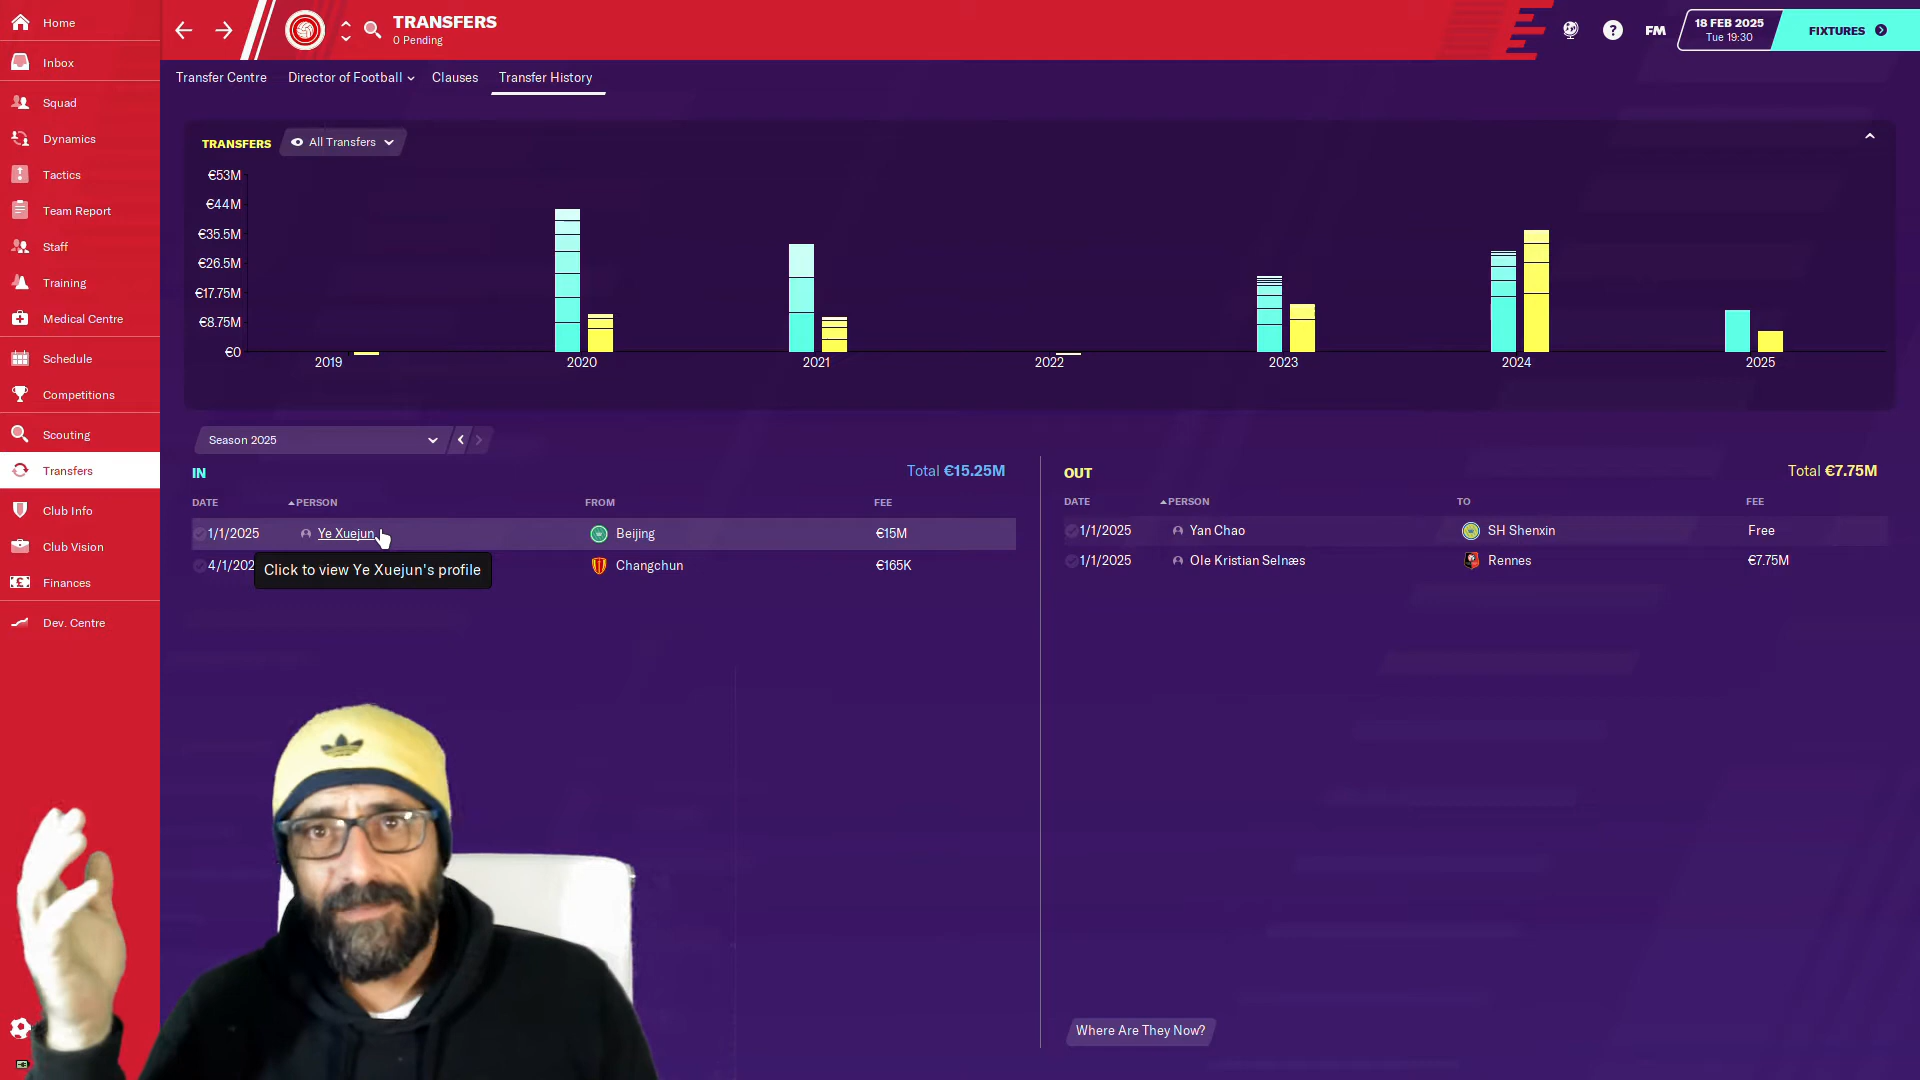 Home
Inbox
Squad
Dynamics
Tactics
Team Report
Staff
Training
Medical Centre
Schedule
Competitions
Scouting
Transfers
Club Info
Club Vision
Finances
Dev. Centre
TRANSFERS
0 Pending
FM
18 FEB 2025
Tue 19:30
FIXTURES
Transfer Centre Director of Football Clauses Transfer History
TRANSFERS All Transfers
€53M
€44M
€35.5M
€26.5M
€17.75M
€8.75M
€0
2019 2020 2021 2022 2023 2024 2025
Season 2025
IN Total €15.25M
DATE PERSON FROM FEE
1/1/2025 Ye Xuejun Beijing €15M
4/1/202 Changchun €165K
Click to view Ye Xuejun's profile
OUT Total €7.75M
DATE PERSON TO FEE
1/1/2025 Yan Chao SH Shenxin Free
1/1/2025 Ole Kristian Selnæs Rennes €7.75M
Where Are They Now?